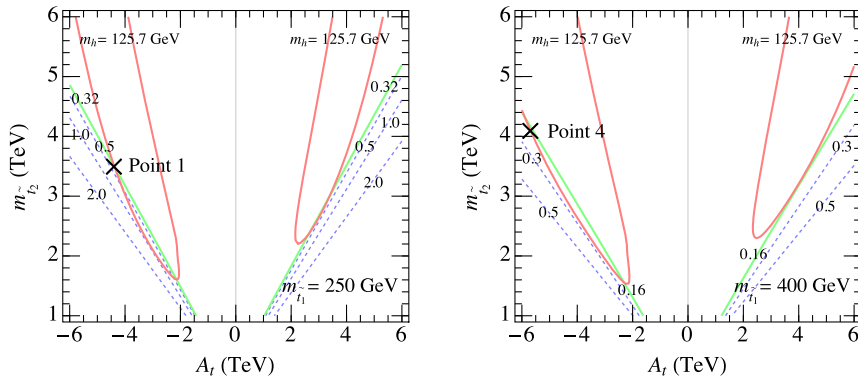 6
5
4
3
2
1
m_t̃2 (TeV)
m_h = 125.7 GeV
m_h = 125.7 GeV
0.32
1.0
0.5
2.0
Point 1
0.32
1.0
0.5
2.0
m_t̃1 = 250 GeV
−6 −4 −2 0 2 4 6
A_t (TeV)
6
5
4
3
2
1
m_t̃2 (TeV)
m_h = 125.7 GeV
m_h = 125.7 GeV
Point 4
0.3
0.5
0.16
0.3
0.5
0.16
m_t̃1 = 400 GeV
−6 −4 −2 0 2 4 6
A_t (TeV)